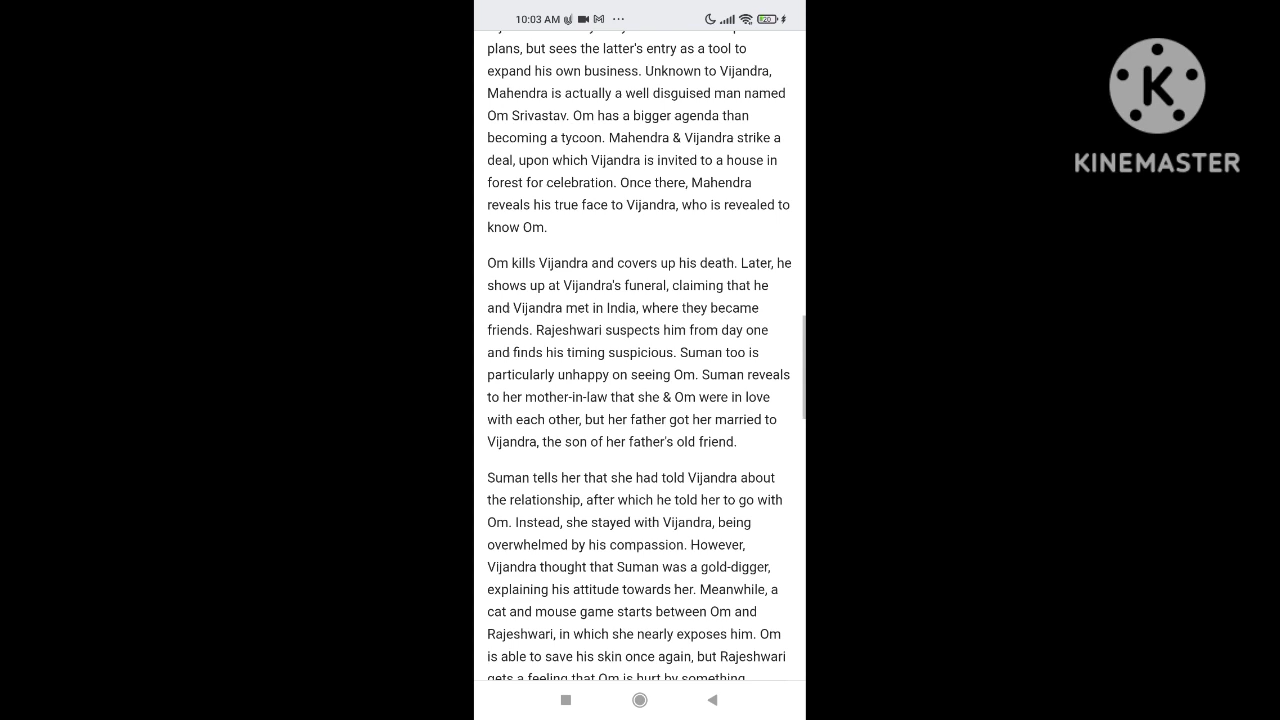 10:03 AM
20
plans, but sees the latter's entry as a tool to
expand his own business. Unknown to Vijandra,
Mahendra is actually a well disguised man named
Om Srivastav. Om has a bigger agenda than
becoming a tycoon. Mahendra & Vijandra strike a
deal, upon which Vijandra is invited to a house in
forest for celebration. Once there, Mahendra
reveals his true face to Vijandra, who is revealed to
know Om.
Om kills Vijandra and covers up his death. Later, he
shows up at Vijandra's funeral, claiming that he
and Vijandra met in India, where they became
friends. Rajeshwari suspects him from day one
and finds his timing suspicious. Suman too is
particularly unhappy on seeing Om. Suman reveals
to her mother-in-law that she & Om were in love
with each other, but her father got her married to
Vijandra, the son of her father's old friend.
Suman tells her that she had told Vijandra about
the relationship, after which he told her to go with
Om. Instead, she stayed with Vijandra, being
overwhelmed by his compassion. However,
Vijandra thought that Suman was a gold-digger,
explaining his attitude towards her. Meanwhile, a
cat and mouse game starts between Om and
Rajeshwari, in which she nearly exposes him. Om
is able to save his skin once again, but Rajeshwari
gets a feeling that Om is hurt by something
K
KINEMASTER